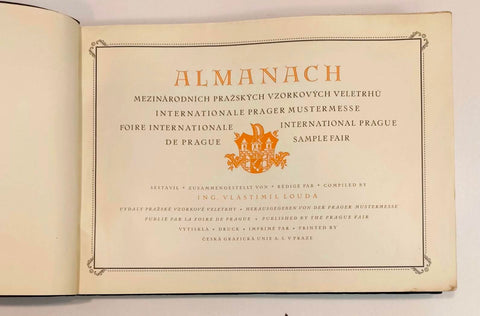 ALMANACH
MEZINÁRODNÍCH PRAŽSKÝCH VZORKOVÝCH VELETRHŮ
INTERNATIONALE PRAGER MUSTERMESSE
FOIRE INTERNATIONALE
DE PRAGUE
INTERNATIONAL PRAGUE
SAMPLE FAIR
SESTAVIL • ZUSAMMENGESTELLT VON • RÉDIGÉ PAR • COMPILED BY
ING. VLASTIMIL LOUDA
VYDALY PRAŽSKÉ VZORKOVÉ VELETRHY • HERAUSGEGEBEN VON DER PRAGER MUSTERMESSE
PUBLIÉ PAR LA FOIRE DE PRAGUE • PUBLISHED BY THE PRAGUE FAIR
VYTISKLA • DRUCK • IMPRIMÉ PAR • PRINTED BY
ČESKÁ GRAFICKÁ UNIE A. S. V PRAZE